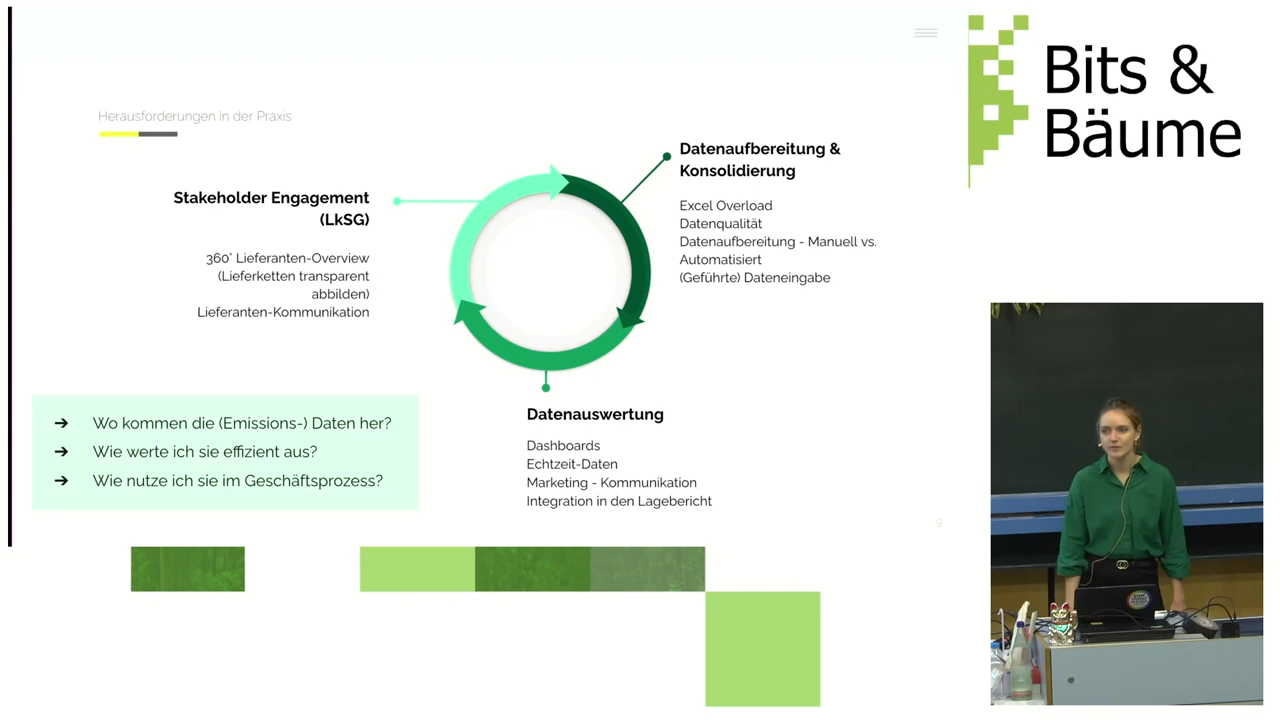 Herausforderungen in der Praxis
Stakeholder Engagement
(LkSG)
360° Lieferanten-Overview
(Lieferketten transparent
abbilden)
Lieferanten-Kommunikation
Datenaufbereitung &
Konsolidierung
Excel Overload
Datenqualität
Datenaufbereitung - Manuell vs.
Automatisiert
(Geführte) Dateneingabe
Datenauswertung
Dashboards
Echtzeit-Daten
Marketing - Kommunikation
Integration in den Lagebericht
➔ Wo kommen die (Emissions-) Daten her?
➔ Wie werte ich sie effizient aus?
➔ Wie nutze ich sie im Geschäftsprozess?
9
Bits &
Bäume